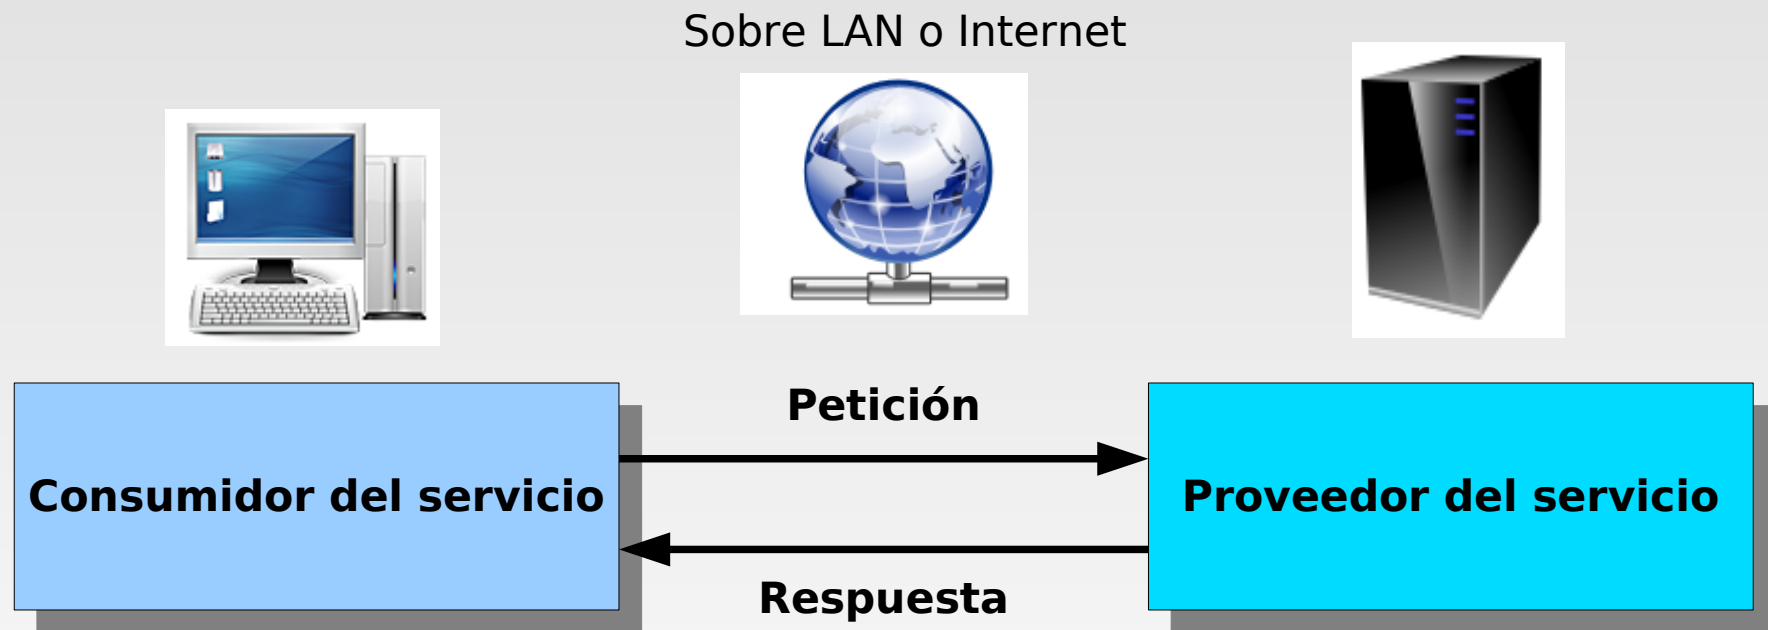 Sobre LAN o Internet
Petición
Consumidor del servicio
Proveedor del servicio
Respuesta